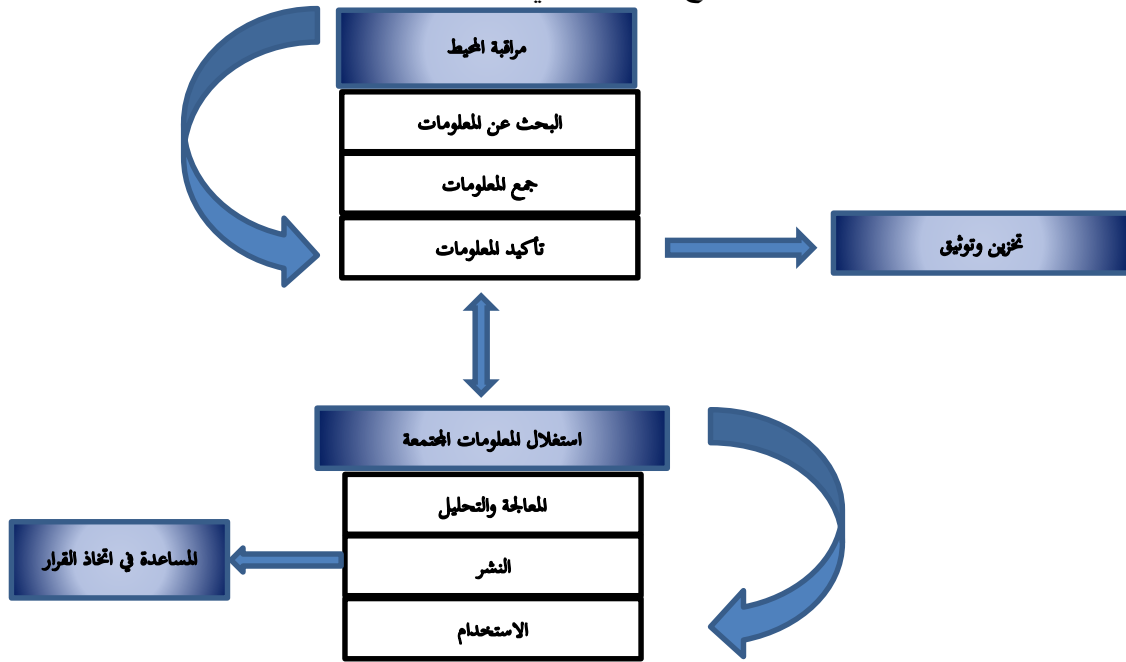 مراقبة المحيط
البحث عن المعلومات
جمع المعلومات
تأكيد المعلومات
تخزين وتوثيق
استغلال المعلومات المجتمعة
المعالجة والتحليل
النشر
المساعدة في اتخاذ القرار
الاستخدام